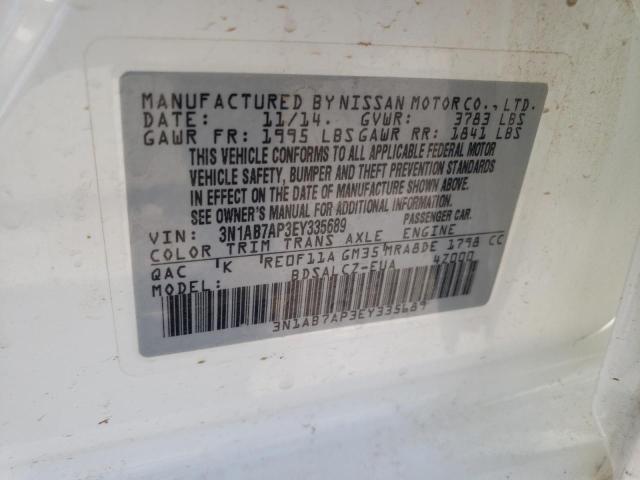 MANUFACTURED BY NISSAN MOTOR CO., LTD.
DATE: 11/14. GVWR: 3783 LBS
GAWR FR: 1995 LBS GAWR RR: 1841 LBS
THIS VEHICLE CONFORMS TO ALL APPLICABLE FEDERAL MOTOR
VEHICLE SAFETY, BUMPER AND THEFT PREVENTION STANDARDS
IN EFFECT ON THE DATE OF MANUFACTURE SHOWN ABOVE.
SEE OWNER'S MANUAL FOR ADDITIONAL INFORMATION.
VIN: 3N1AB7AP3EY335689 PASSENGER CAR.
COLOR TRIM TRANS AXLE ENGINE
QAC K RE0F11A GM35 MRA8DE 1798 CC
MODEL: BDSALCZ-EUA 47000
3N1AB7AP3EY335689